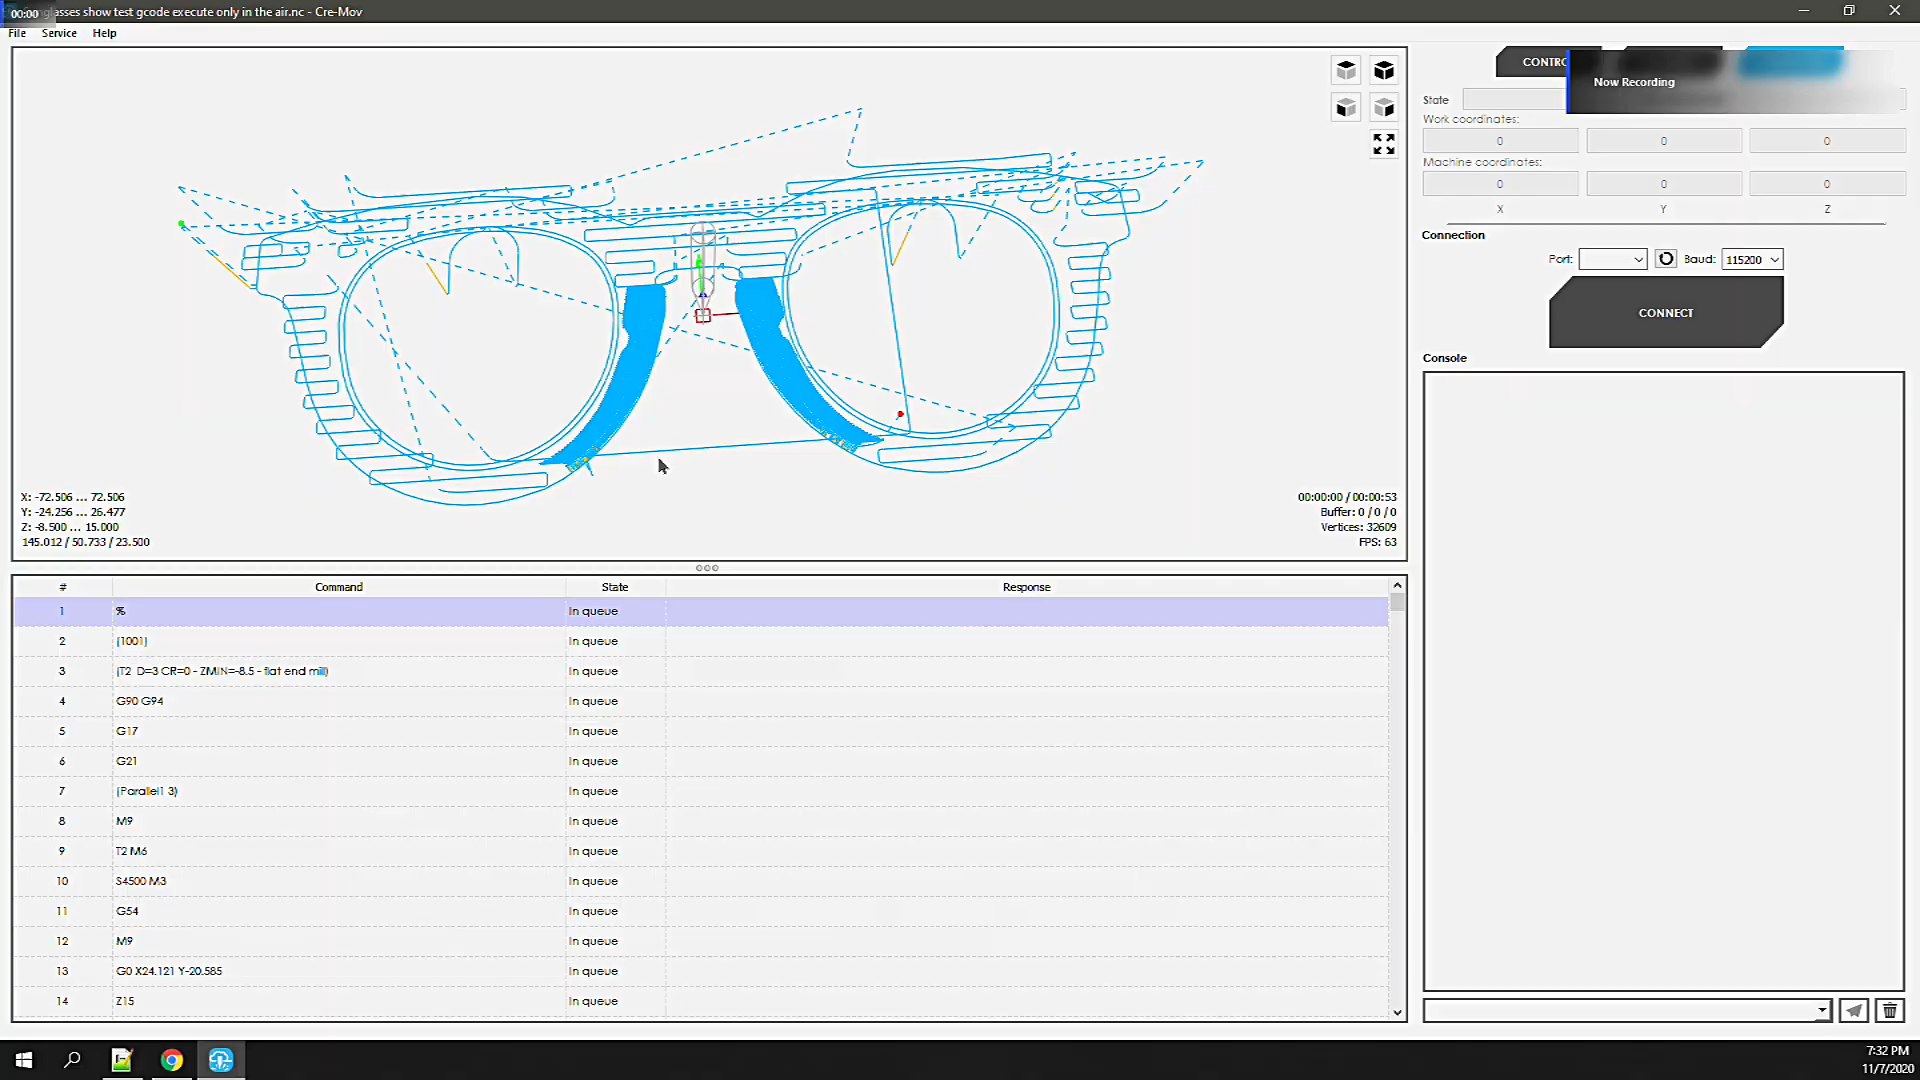 00:00
glasses show test gcode execute only in the air.nc - Cre-Mov
File Service Help
CONTRO
Now Recording
State
Work coordinates:
0 0 0
Machine coordinates:
0 0 0
X Y Z
Connection
Port: Baud: 115200
CONNECT
Console
X: -72.506 ... 72.506
Y: -24.256 ... 26.477
Z: -8.500 ... 15.000
145.012 / 50.733 / 23.500
00:00:00 / 00:00:53
Buffer: 0 / 0 / 0
Vertices: 32609
FPS: 63
# Command State Response
1 % In queue
2 (1001) In queue
3 (T2 D=3 CR=0 - ZMIN=-8.5 - flat end mill) In queue
4 G90 G94 In queue
5 G17 In queue
6 G21 In queue
7 (Parallel1 3) In queue
8 M9 In queue
9 T2 M6 In queue
10 S4500 M3 In queue
11 G54 In queue
12 M9 In queue
13 G0 X24.121 Y-20.585 In queue
14 Z15 In queue
7:32 PM
11/7/2020